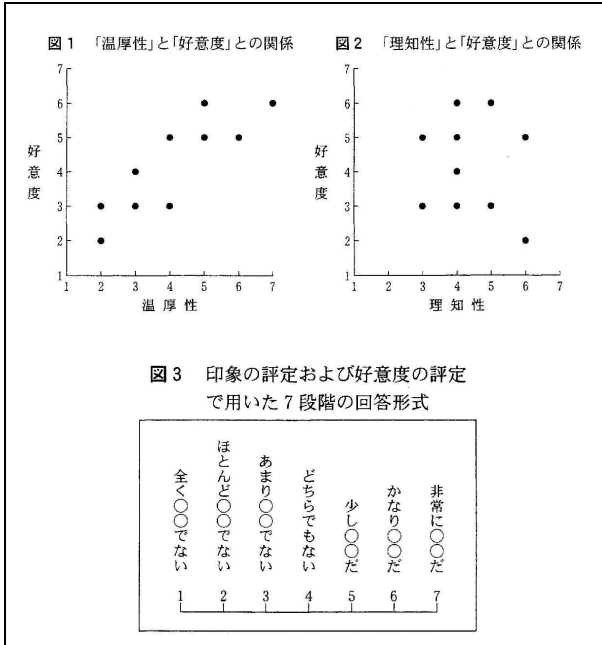 図1 「温厚性」と「好意度」との関係
7
6
5
4
3
2
1
好意度
1 2 3 4 5 6 7
温厚性
図2 「理知性」と「好意度」との関係
7
6
5
4
3
2
1
好意度
1 2 3 4 5 6 7
理知性
図3 印象の評定および好意度の評定
で用いた7段階の回答形式
全く○○でない
ほとんど○○でない
あまり○○でない
どちらでもない
少し○○だ
かなり○○だ
非常に○○だ
1 2 3 4 5 6 7